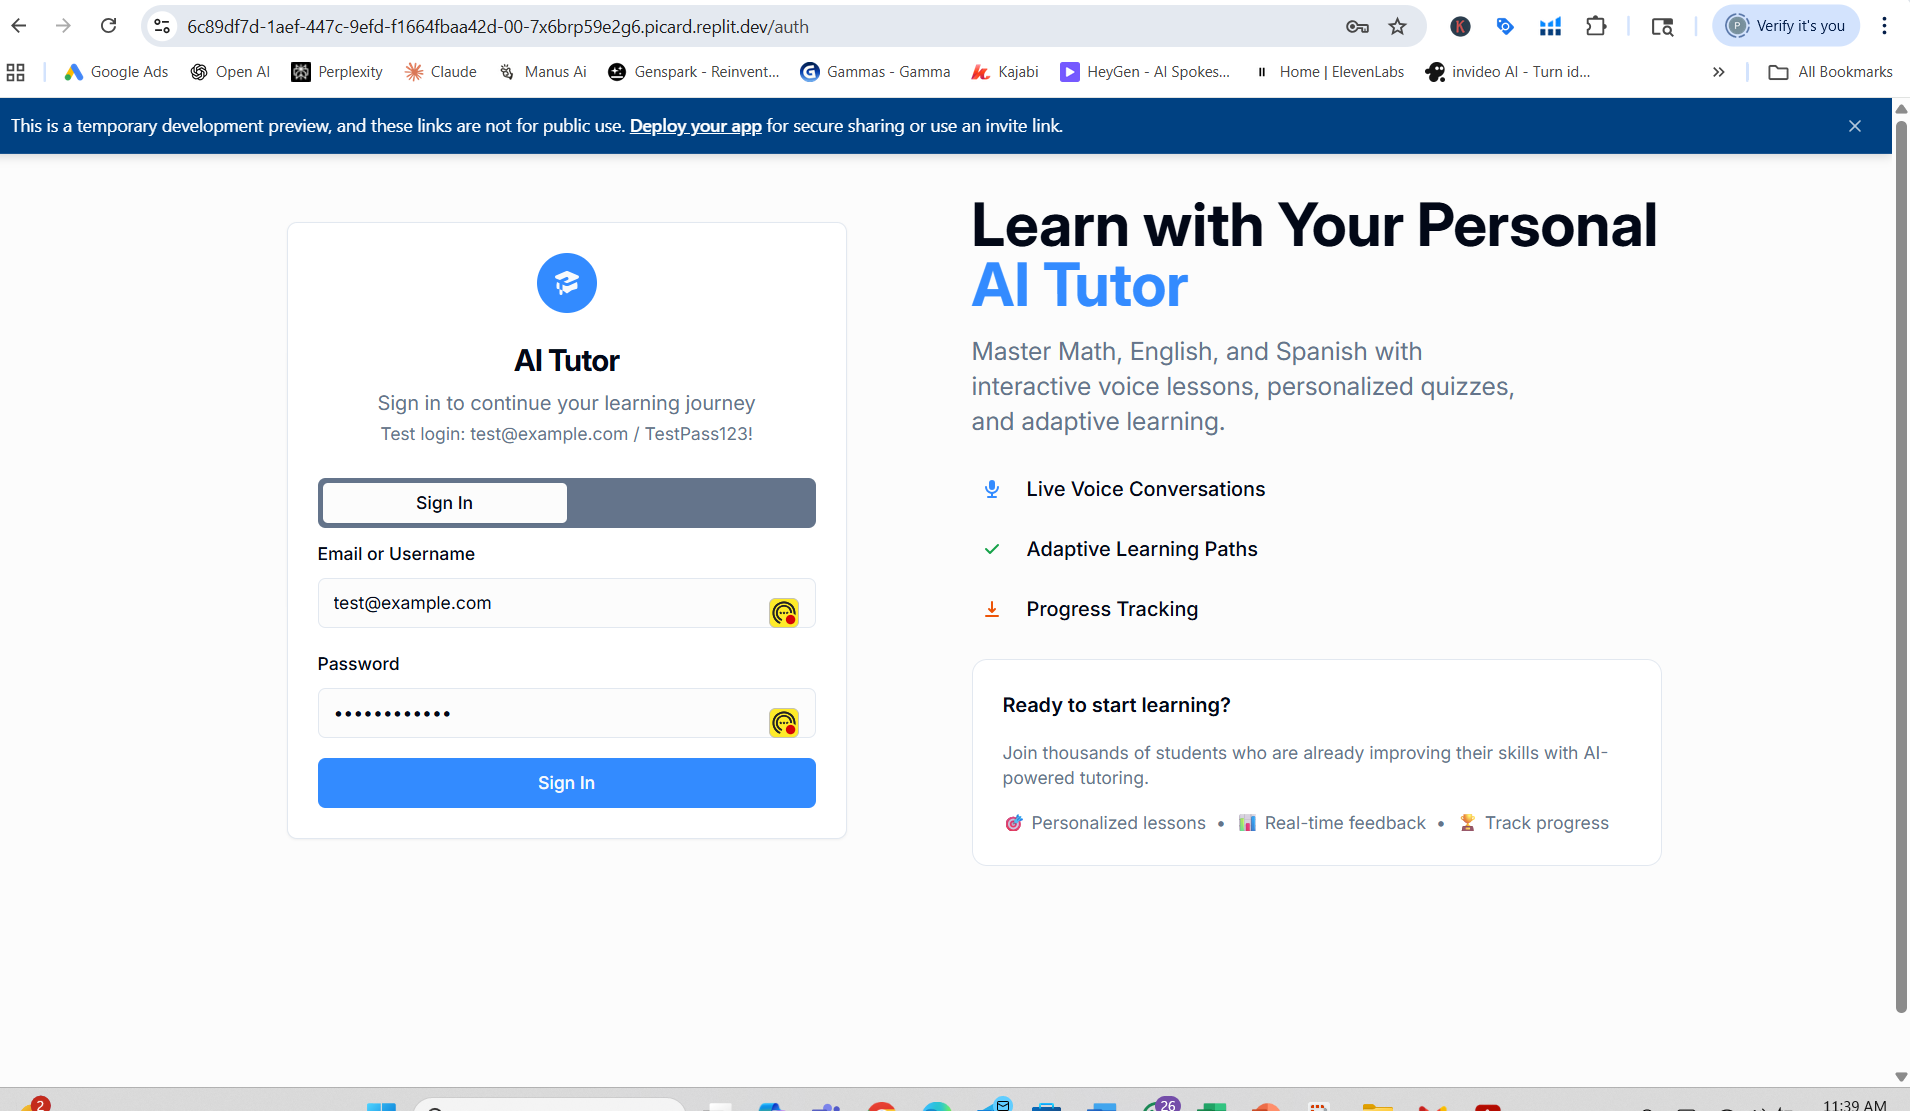 6c89df7d-1aef-447c-9efd-f1664fbaa42d-00-7x6brp59e2g6.picard.replit.dev/auth
K
P
Verify it's you
Google Ads
Open AI
Perplexity
Claude
Manus Ai
Genspark - Reinvent...
Gammas - Gamma
Kajabi
HeyGen - AI Spokes...
Home | ElevenLabs
invideo AI - Turn id...
All Bookmarks
This is a temporary development preview, and these links are not for public use. Deploy your app for secure sharing or use an invite link.
AI Tutor
Sign in to continue your learning journey
Test login: test@example.com / TestPass123!
Sign In
Email or Username
test@example.com
Password
Sign In
Learn with Your Personal
AI Tutor
Master Math, English, and Spanish with
interactive voice lessons, personalized quizzes,
and adaptive learning.
Live Voice Conversations
Adaptive Learning Paths
Progress Tracking
Ready to start learning?
Join thousands of students who are already improving their skills with AI-
powered tutoring.
Personalized lessons • Real-time feedback • Track progress
2
26
11:39 AM